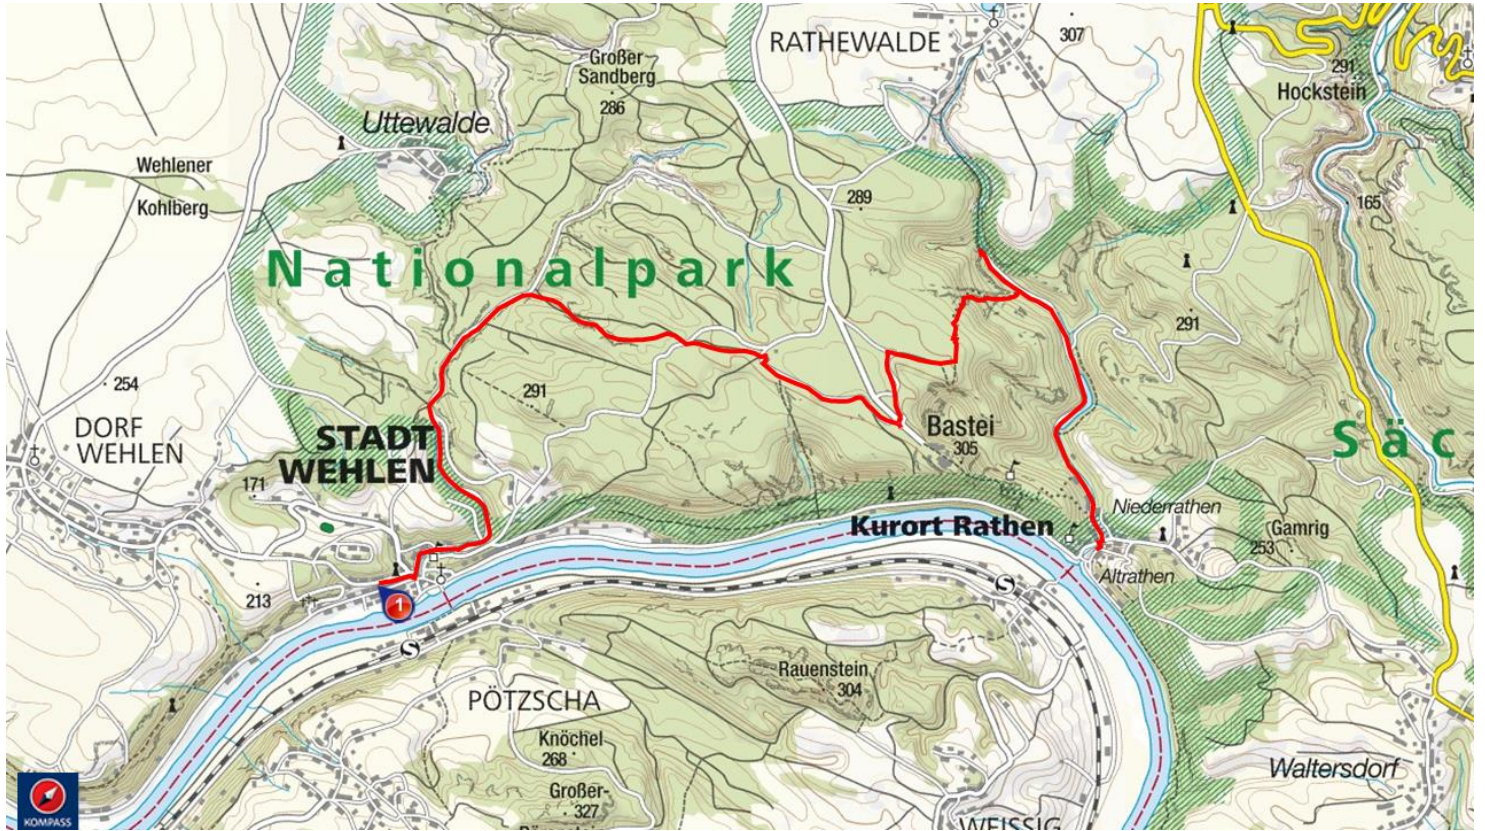 RATHEWALDE
307
291
Hockstein
Großer
Sandberg
286
Uttewalde
Wehlener
Kohlberg
289
165
Nationalpark
291
254
291
DORF
WEHLEN
STADT
WEHLEN
Bastei
305
Säc
171
Niederrathen
Kurort Rathen
Gamrig
253
Altrathen
213
1
S
S
Rauenstein
304
PÖTZSCHA
Knöchel
268
Waltersdorf
Großer-
327
WEISSIG
KOMPASS